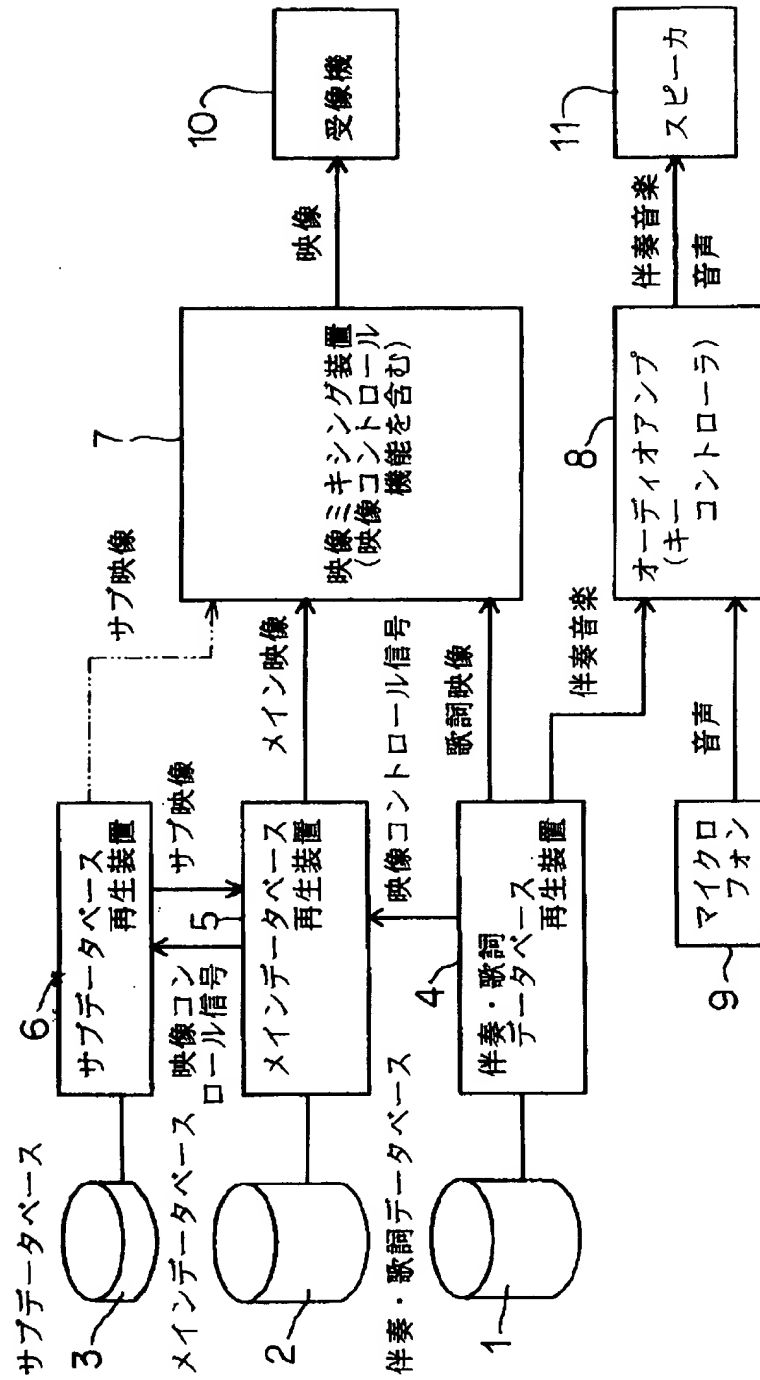 サブデータベース
3
6
サブデータベース
再生装置
サブ映像
映像コント
ロール信号
サブ映像
メインデータベース
2
5
メインデータベース
再生装置
メイン映像
映像コントロール信号
伴奏・歌詞データベース
1
4
伴奏・歌詞
データベース
再生装置
歌詞映像
伴奏音楽
7
映像ミキシング装置
(映像コントロール
機能を含む)
映像
10
受像機
9
マイクロ
フォン
音声
8
オーディオアンプ
(キー
コントローラ)
伴奏音楽
音声
11
スピーカ